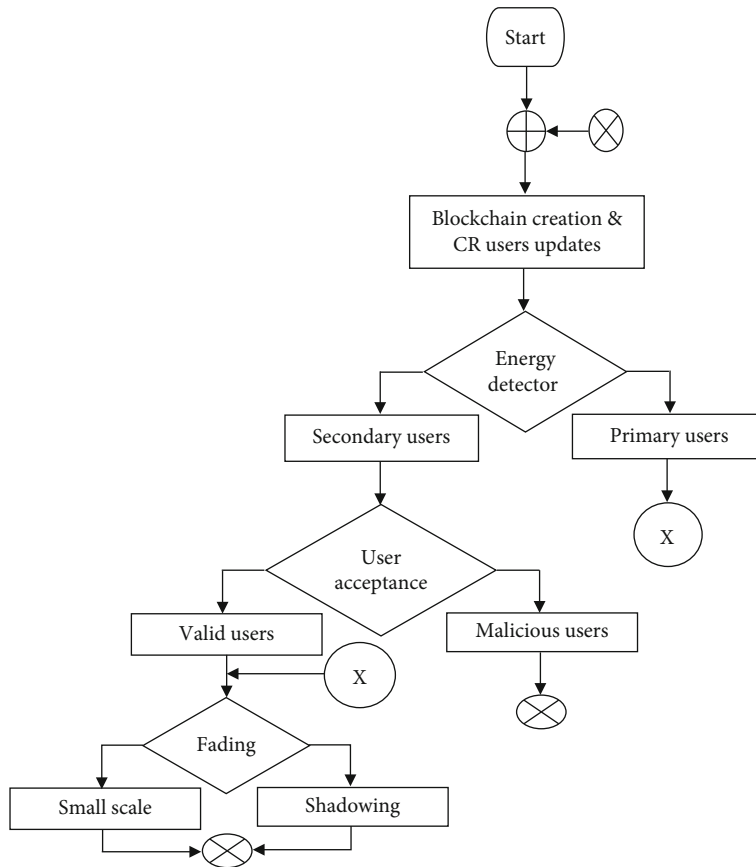 Start
Blockchain creation &
CR users updates
Energy
detector
Secondary users
Primary users
X
User
acceptance
Valid users
Malicious users
X
Fading
Small scale
Shadowing